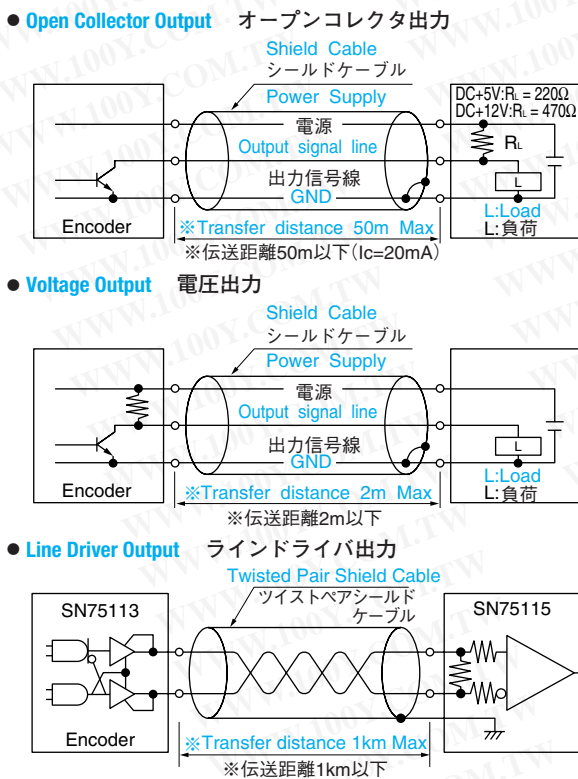 ● Open Collector Output オープンコレクタ出力
Shield Cable
シールドケーブル
Power Supply
電源
Output signal line
出力信号線
GND
Encoder
※Transfer distance 50m Max
※伝送距離50m以下(Ic=20mA)
DC+5V:RL = 220Ω
DC+12V:RL = 470Ω
RL
L
L:Load
L:負荷
● Voltage Output 電圧出力
Shield Cable
シールドケーブル
Power Supply
電源
Output signal line
出力信号線
GND
Encoder
※Transfer distance 2m Max
※伝送距離2m以下
L
L:Load
L:負荷
● Line Driver Output ラインドライバ出力
Twisted Pair Shield Cable
ツイストペアシールド
ケーブル
SN75113
SN75115
Encoder
※Transfer distance 1km Max
※伝送距離1km以下
WWW.100Y.COM.TW